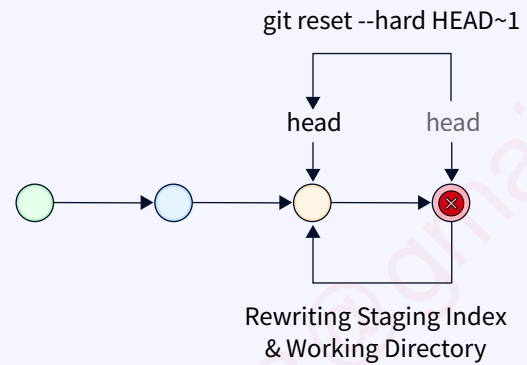 git reset --hard HEAD~1
head head
Rewriting Staging Index
& Working Directory